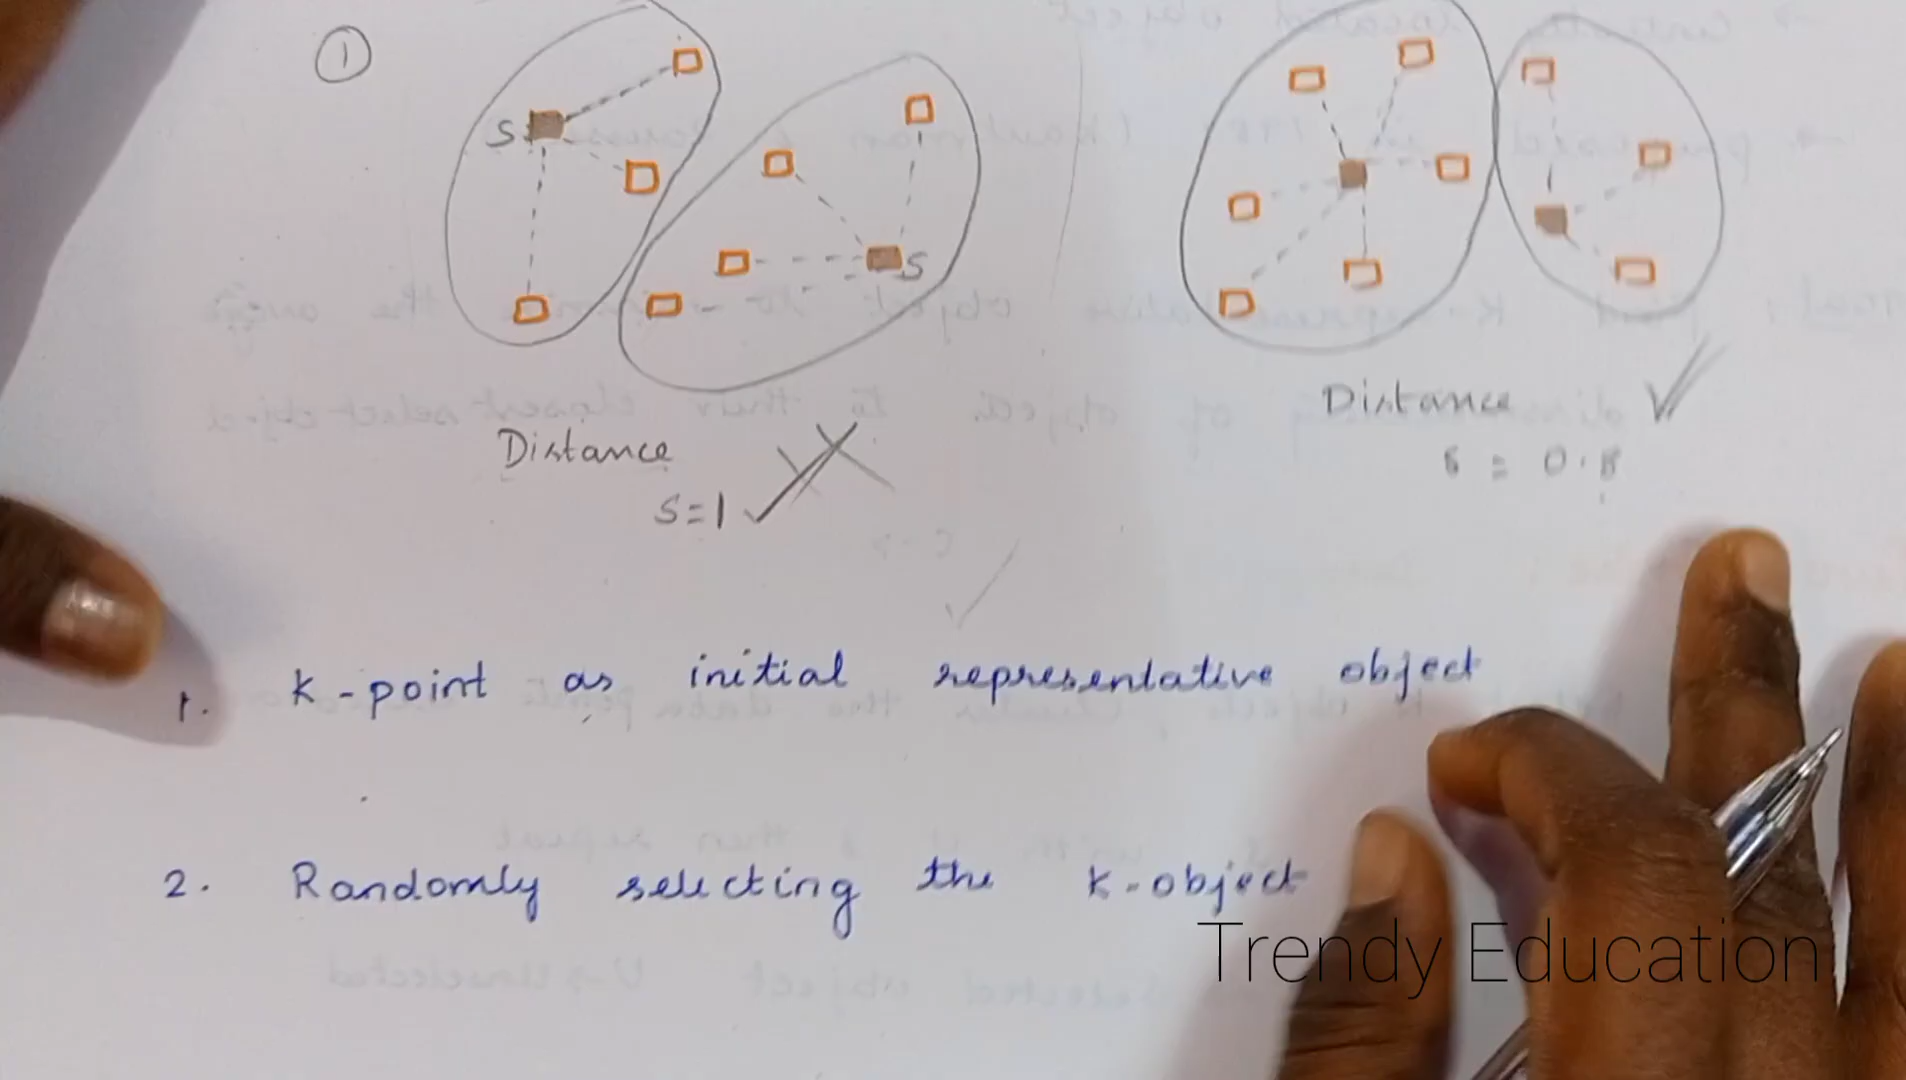 1
S
S
Distance
S=1
Distance
s = 0.8
1. K-point as initial representative object
2. Randomly selecting the K-object
Trendy Education